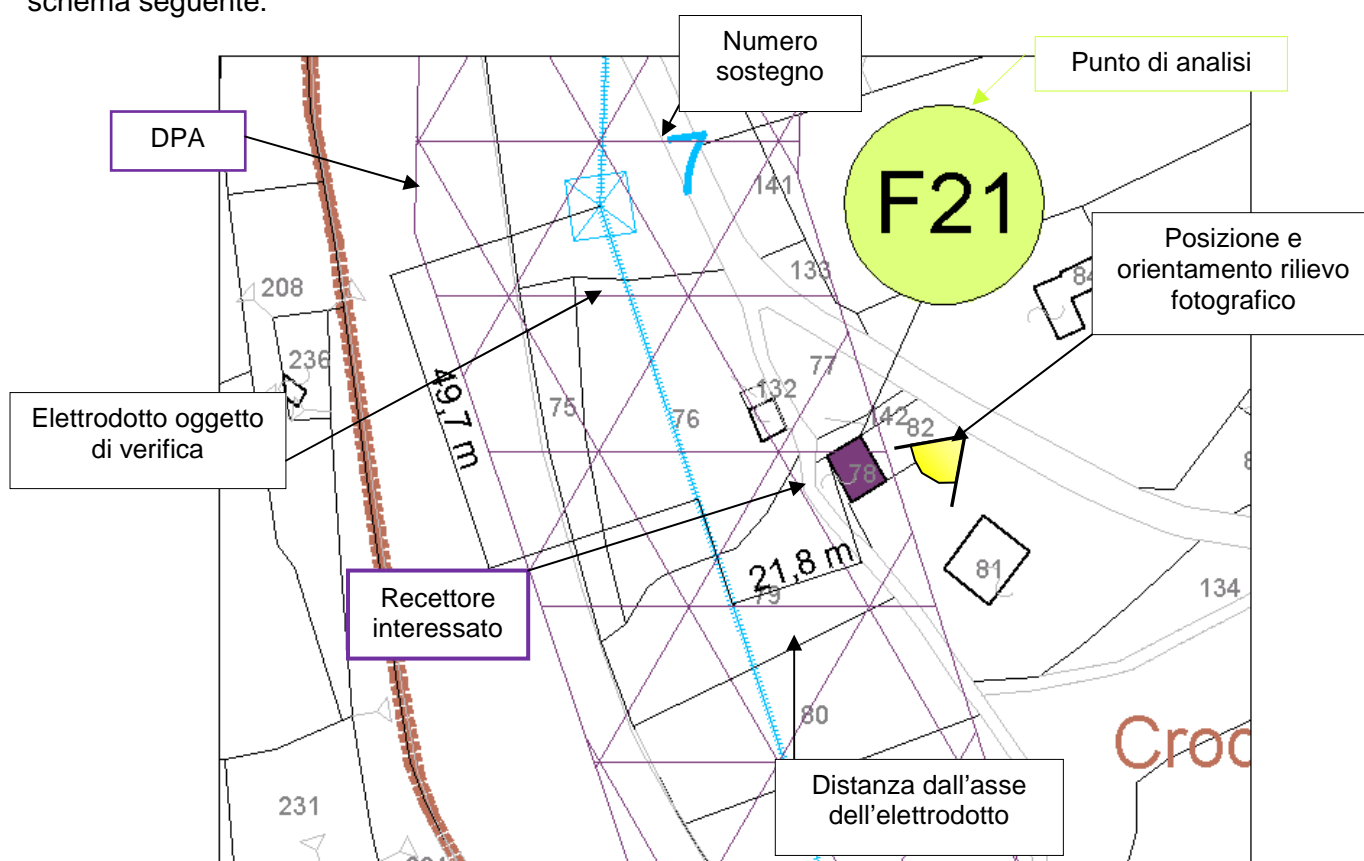 schema seguente.
Numero
sostegno
Punto di analisi
DPA
7
141
F21
Posizione e
orientamento rilievo
fotografico
133
208
84
236
77
132
142
82
Elettrodotto oggetto
di verifica
49,7 m
75
76
78
21,8 m
79
81
134
Recettore
interessato
80
Croc
Distanza dall'asse
dell'elettrodotto
231